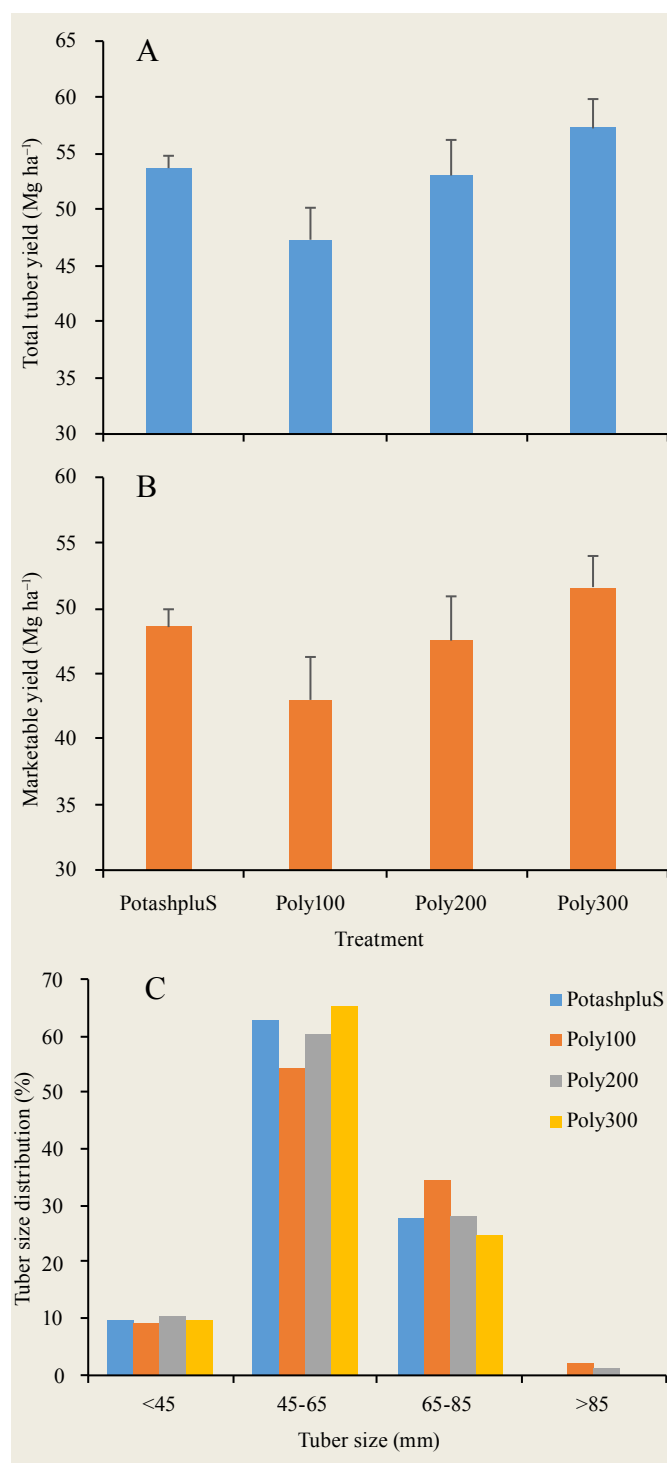 A
Total tuber yield (Mg ha⁻¹)
65
60
55
50
45
40
35
30
B
Marketable yield (Mg ha⁻¹)
60
55
50
45
40
35
30
PotashpluS Poly100 Poly200 Poly300
Treatment
C
Tuber size distribution (%)
70
60
50
40
30
20
10
0
PotashpluS
Poly100
Poly200
Poly300
<45 45-65 65-85 >85
Tuber size (mm)